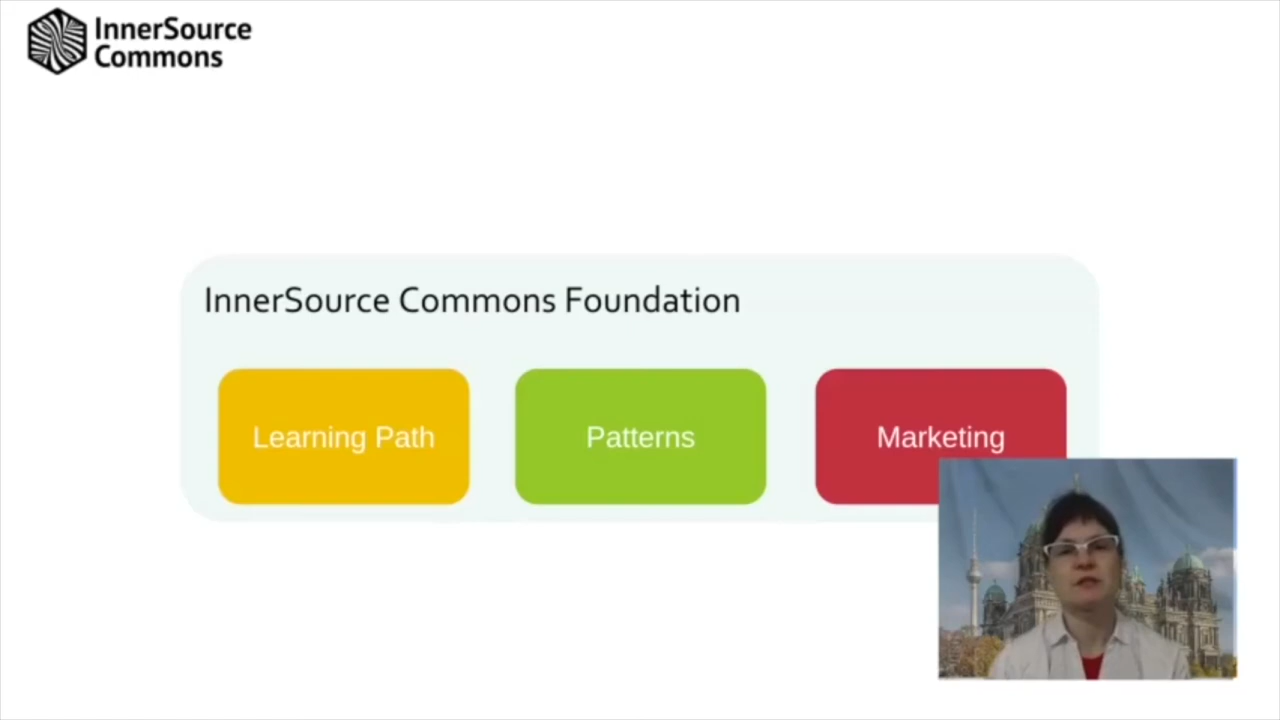 InnerSource
Commons
InnerSource Commons Foundation
Learning Path
Patterns
Marketing